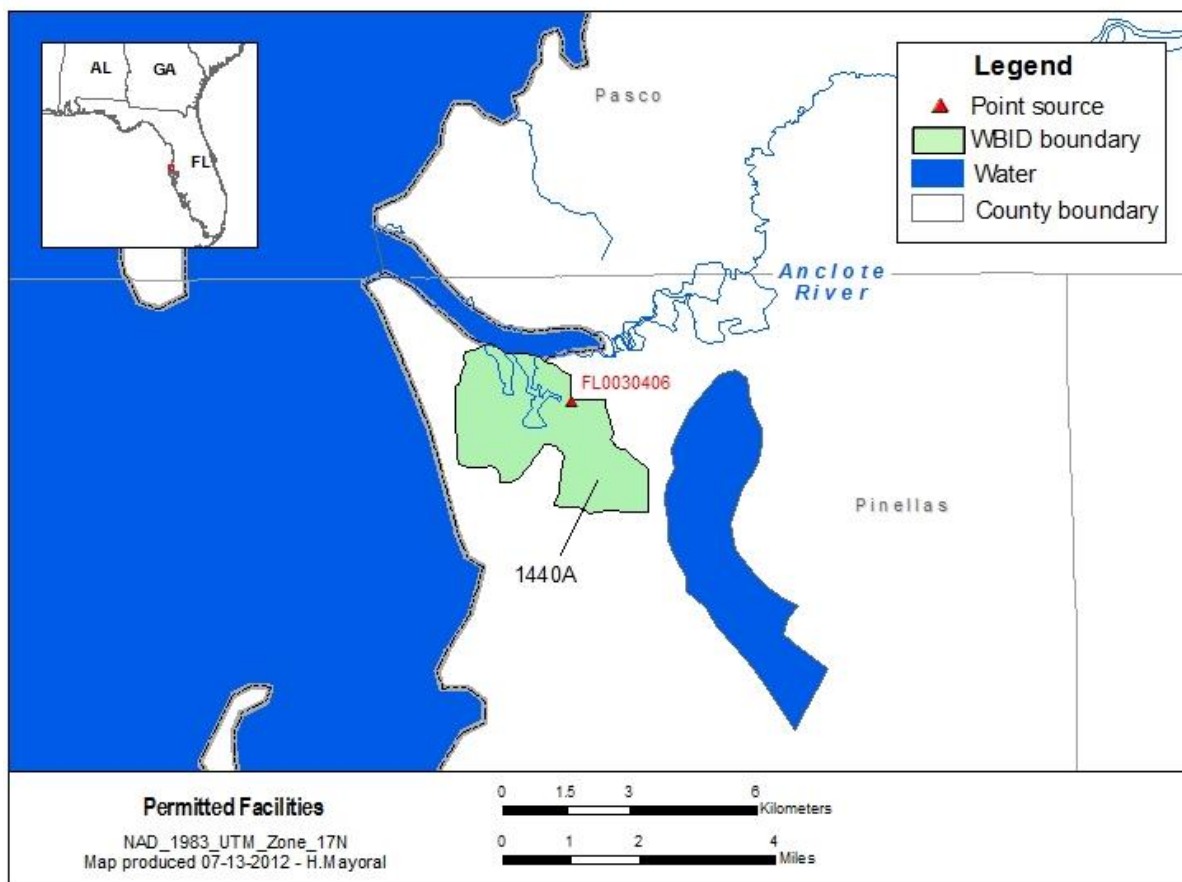 AL
GA
FL
Pasco
Legend
Point source
WBID boundary
Water
County boundary
Anclote
River
FL0030406
Pinellas
1440A
Permitted Facilities
NAD_1983_UTM_Zone_17N
Map produced 07-13-2012 - H.Mayoral
0 1.5 3 6
Kilometers
0 1 2 4
Miles